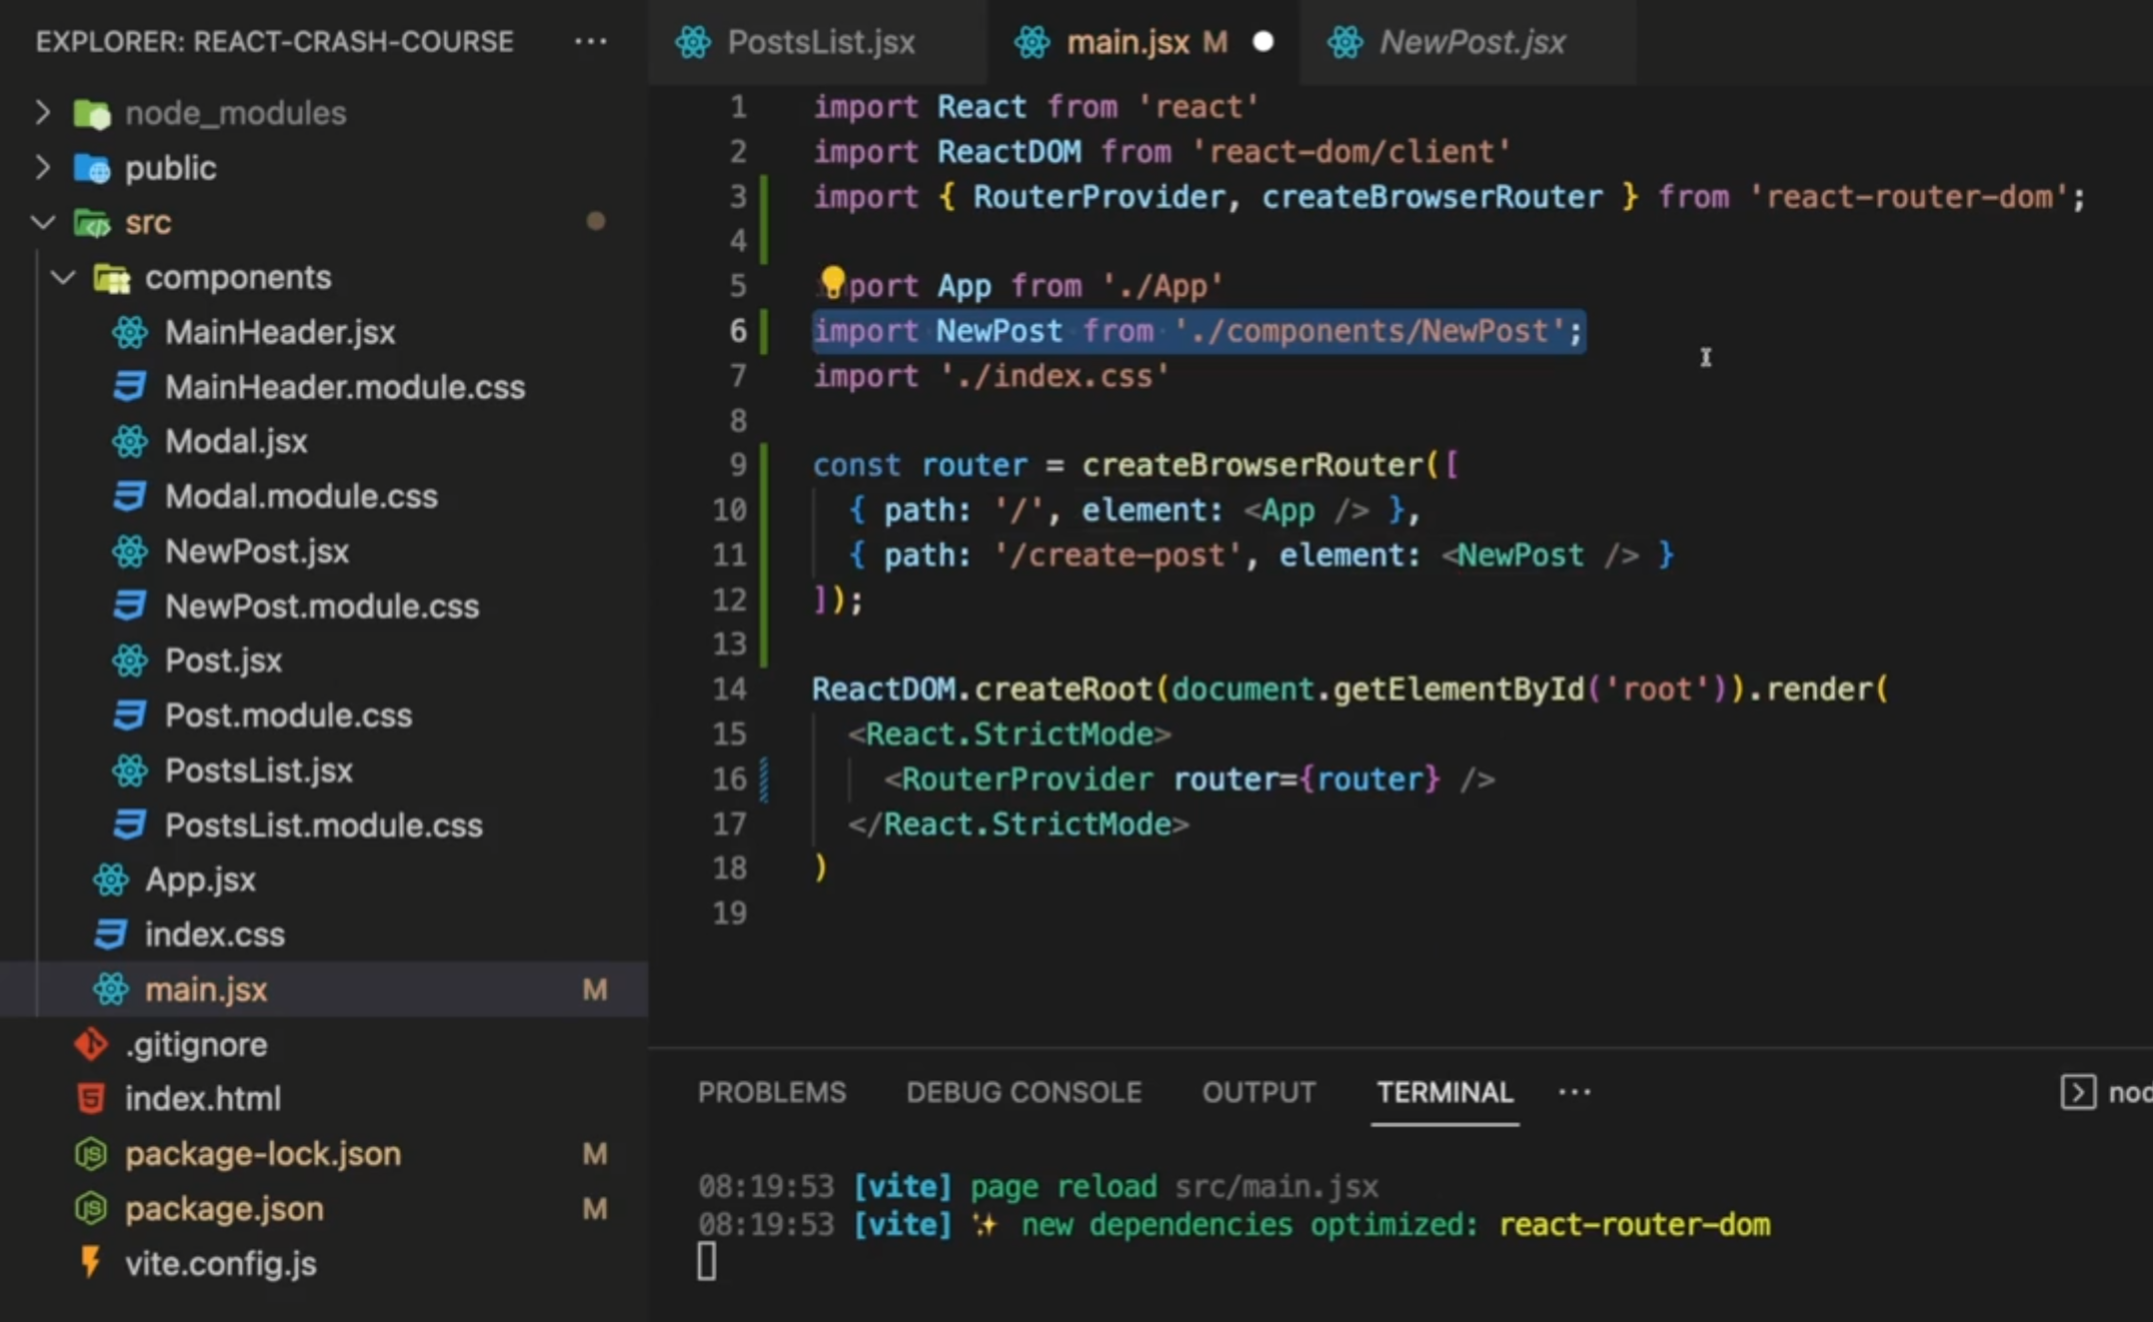 EXPLORER: REACT-CRASH-COURSE ···
node_modules
public
src
components
MainHeader.jsx
MainHeader.module.css
Modal.jsx
Modal.module.css
NewPost.jsx
NewPost.module.css
Post.jsx
Post.module.css
PostsList.jsx
PostsList.module.css
App.jsx
index.css
main.jsx M
.gitignore
index.html
package-lock.json M
package.json M
vite.config.js
PostsList.jsx
main.jsx M
NewPost.jsx
1 import React from 'react'
2 import ReactDOM from 'react-dom/client'
3 import { RouterProvider, createBrowserRouter } from 'react-router-dom';
4
5 port App from './App'
6 import NewPost from './components/NewPost';
7 import './index.css'
8
9 const router = createBrowserRouter([
10 { path: '/', element: <App /> },
11 { path: '/create-post', element: <NewPost /> }
12 ]);
13
14 ReactDOM.createRoot(document.getElementById('root')).render(
15 <React.StrictMode>
16 <RouterProvider router={router} />
17 </React.StrictMode>
18 )
19
PROBLEMS DEBUG CONSOLE OUTPUT TERMINAL ··· nod
08:19:53 [vite] page reload src/main.jsx
08:19:53 [vite] ✨ new dependencies optimized: react-router-dom